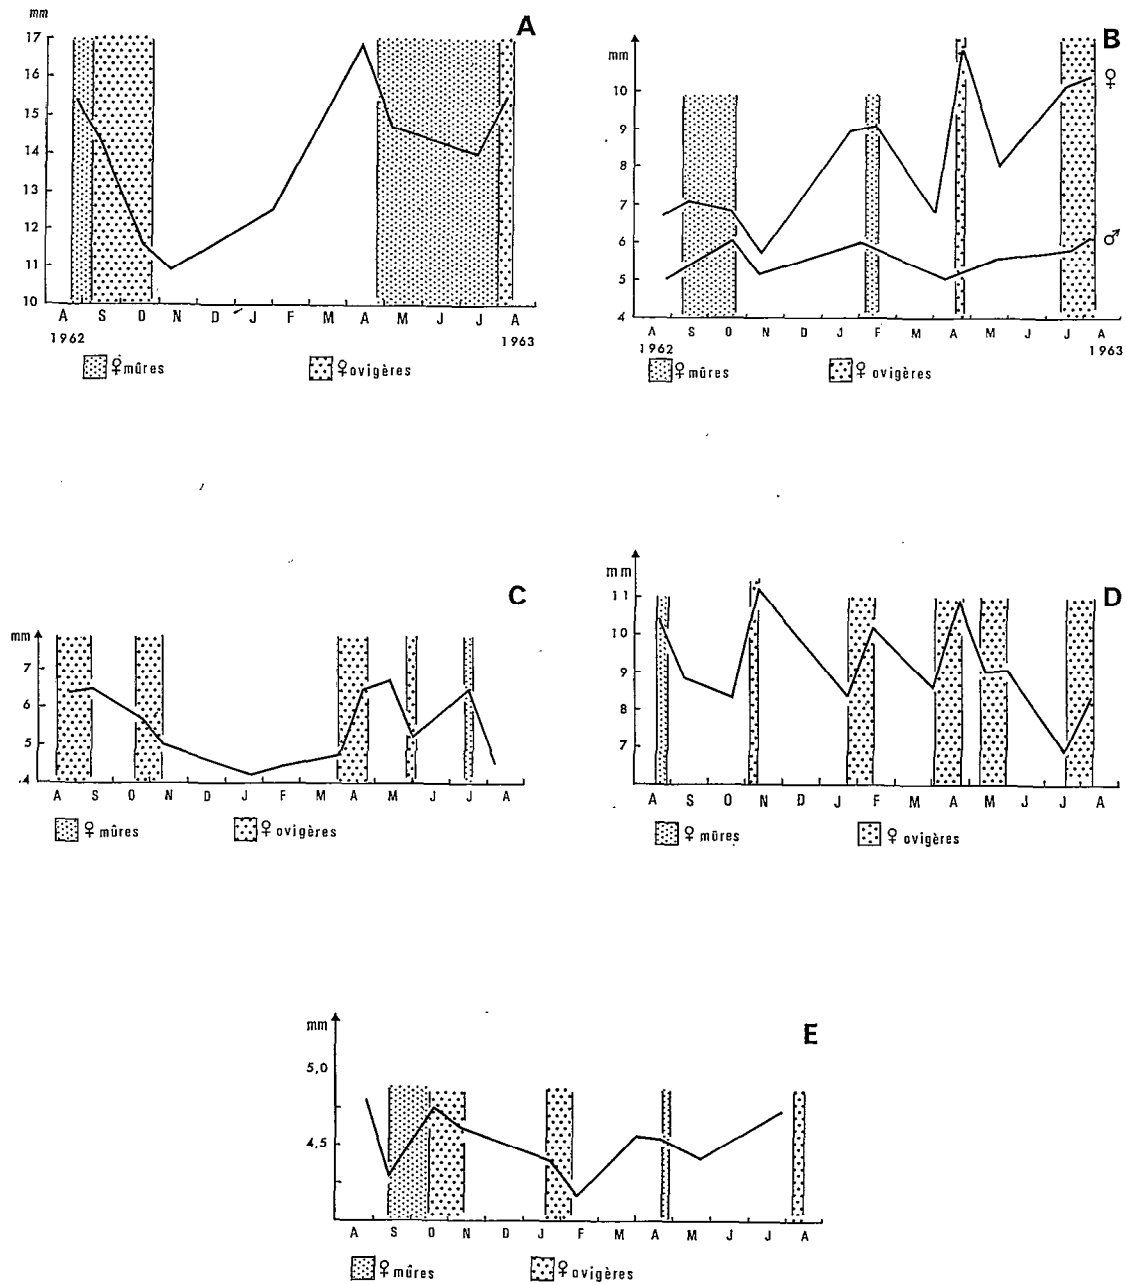 mm
A
17
16
15
14
13
12
11
10
A S O N D J F M A M J J A
1962 1963
♀ mûres ♀ ovigères
B
mm
10
9
8
7
6
5
4
♀
♂
A S O N D J F M A M J J A
1962 1963
♀ mûres ♀ ovigères
C
mm
7
6
5
4
A S O N D J F M A M J J A
♀ mûres ♀ ovigères
D
mm
11
10
9
8
7
A S O N D J F M A M J J A
♀ mûres ♀ ovigères
E
mm
5,0
4,5
A S O N D J F M A M J J A
♀ mûres ♀ ovigères